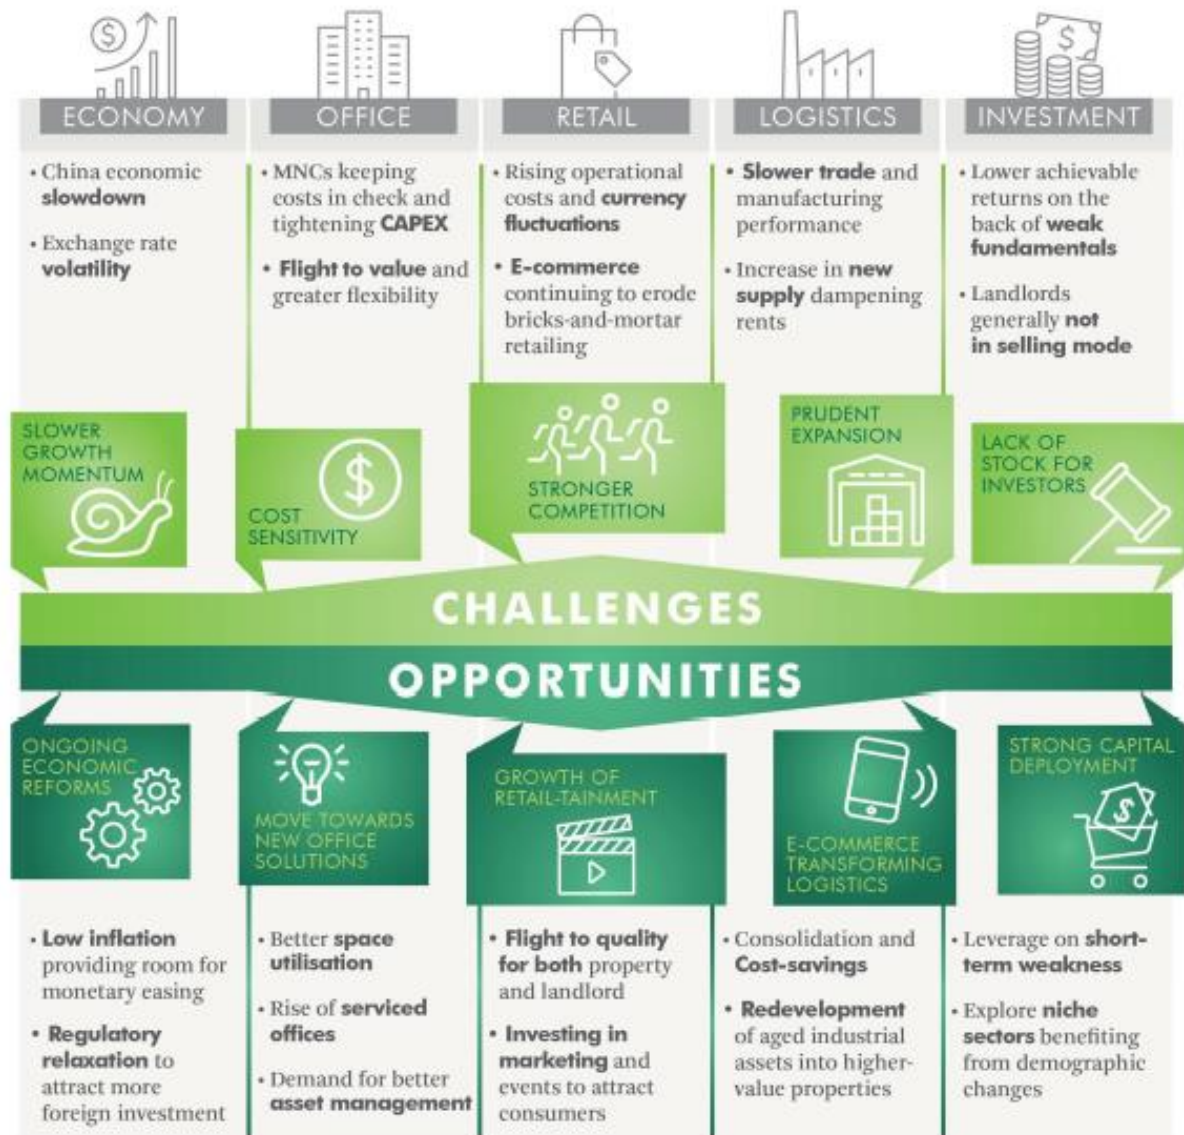 ECONOMY
OFFICE
RETAIL
LOGISTICS
INVESTMENT
• China economic
slowdown
• Exchange rate
volatility
• MNCs keeping
costs in check and
tightening CAPEX
• Flight to value and
greater flexibility
• Rising operational
costs and currency
fluctuations
• E-commerce
continuing to erode
bricks-and-mortar
retailing
• Slower trade and
manufacturing
performance
• Increase in new
supply dampening
rents
• Lower achievable
returns on the
back of weak
fundamentals
• Landlords
generally not
in selling mode
SLOWER
GROWTH
MOMENTUM
COST
SENSITIVITY
STRONGER
COMPETITION
PRUDENT
EXPANSION
LACK OF
STOCK FOR
INVESTORS
CHALLENGES
OPPORTUNITIES
ONGOING
ECONOMIC
REFORMS
MOVE TOWARDS
NEW OFFICE
SOLUTIONS
GROWTH OF
RETAIL-TAINMENT
E-COMMERCE
TRANSFORMING
LOGISTICS
STRONG CAPITAL
DEPLOYMENT
• Low inflation
providing room for
monetary easing
• Regulatory
relaxation to
attract more
foreign investment
• Better space
utilisation
• Rise of serviced
offices
• Demand for better
asset management
• Flight to quality
for both property
and landlord
• Investing in
marketing and
events to attract
consumers
• Consolidation and
Cost-savings
• Redevelopment
of aged industrial
assets into higher-
value properties
• Leverage on short-
term weakness
• Explore niche
sectors benefiting
from demographic
changes